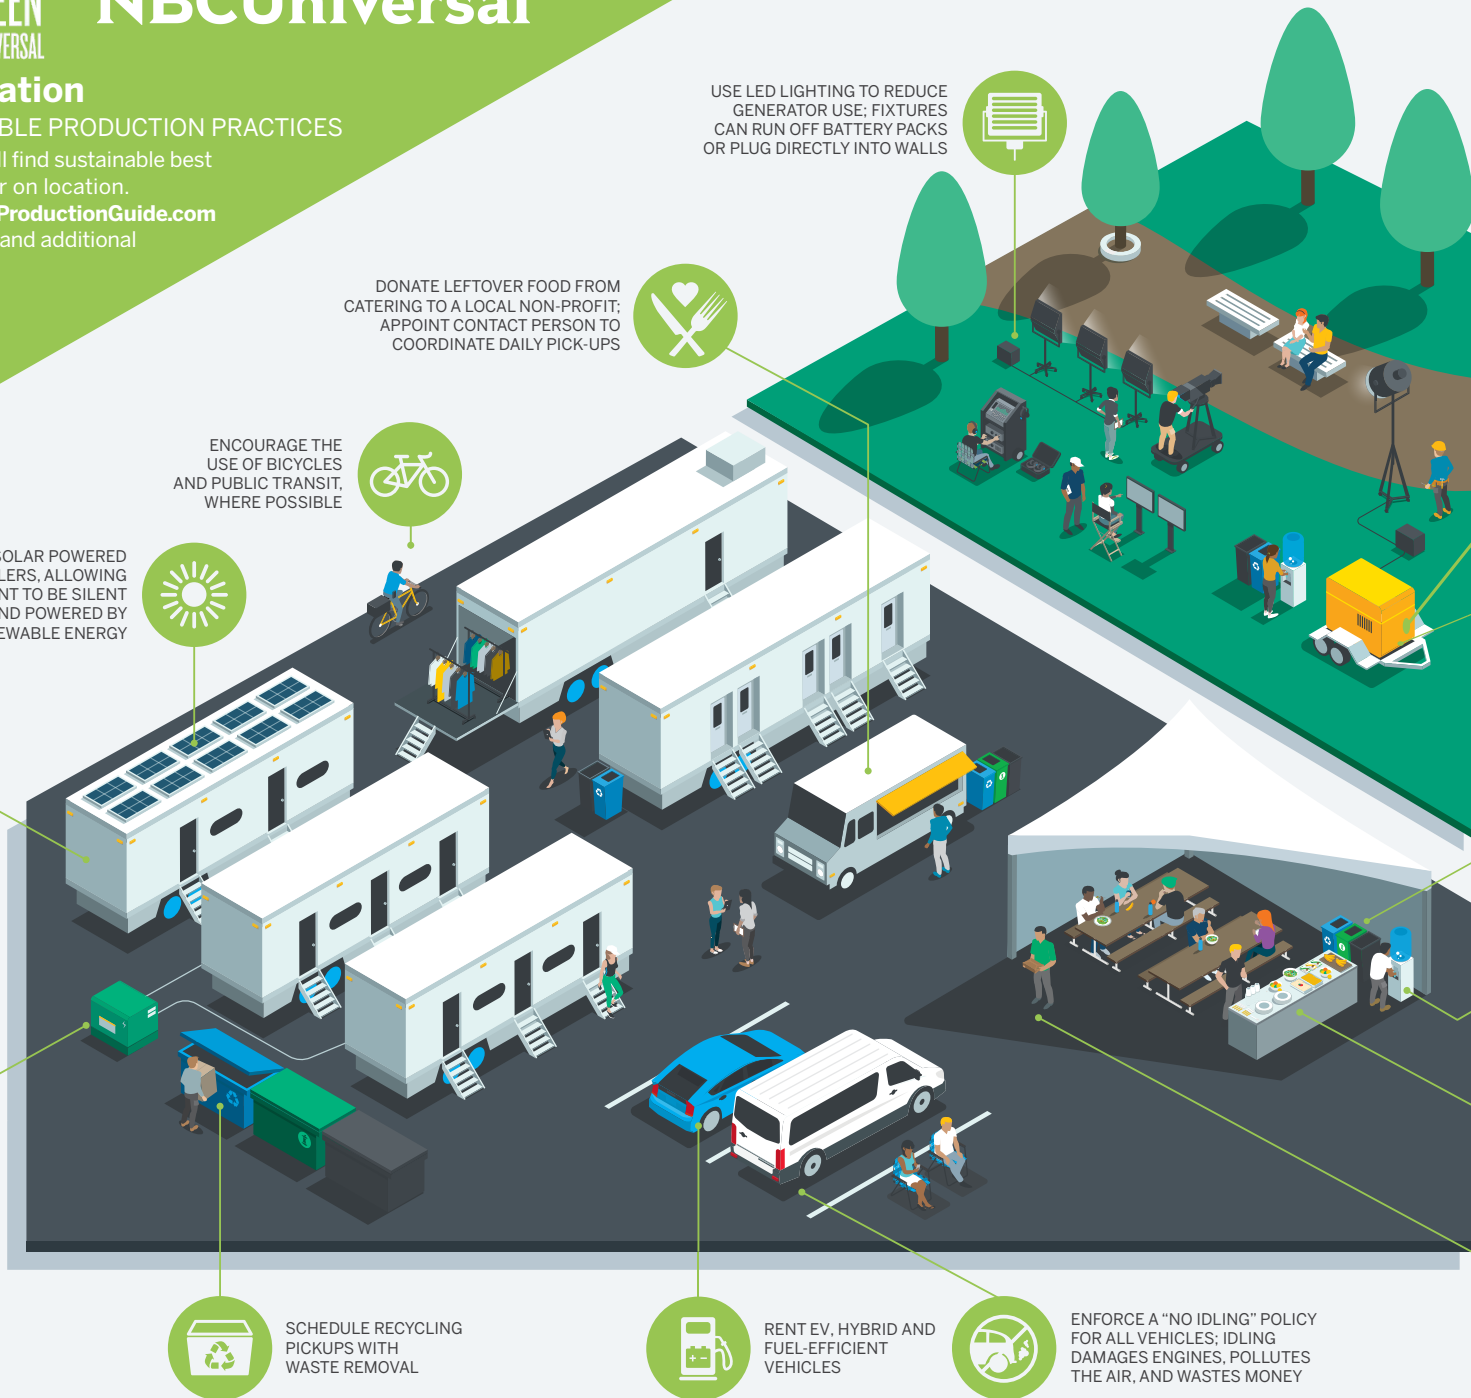 NBCUniversal
ation
BLE PRODUCTION PRACTICES
ll find sustainable best
r on location.
ProductionGuide.com
and additional
USE LED LIGHTING TO REDUCE
GENERATOR USE; FIXTURES
CAN RUN OFF BATTERY PACKS
OR PLUG DIRECTLY INTO WALLS
DONATE LEFTOVER FOOD FROM
CATERING TO A LOCAL NON-PROFIT;
APPOINT CONTACT PERSON TO
COORDINATE DAILY PICK-UPS
ENCOURAGE THE
USE OF BICYCLES
AND PUBLIC TRANSIT,
WHERE POSSIBLE
SOLAR POWERED
LERS, ALLOWING
NT TO BE SILENT
ND POWERED BY
EWABLE ENERGY
SCHEDULE RECYCLING
PICKUPS WITH
WASTE REMOVAL
RENT EV, HYBRID AND
FUEL-EFFICIENT
VEHICLES
ENFORCE A “NO IDLING” POLICY
FOR ALL VEHICLES; IDLING
DAMAGES ENGINES, POLLUTES
THE AIR, AND WASTES MONEY